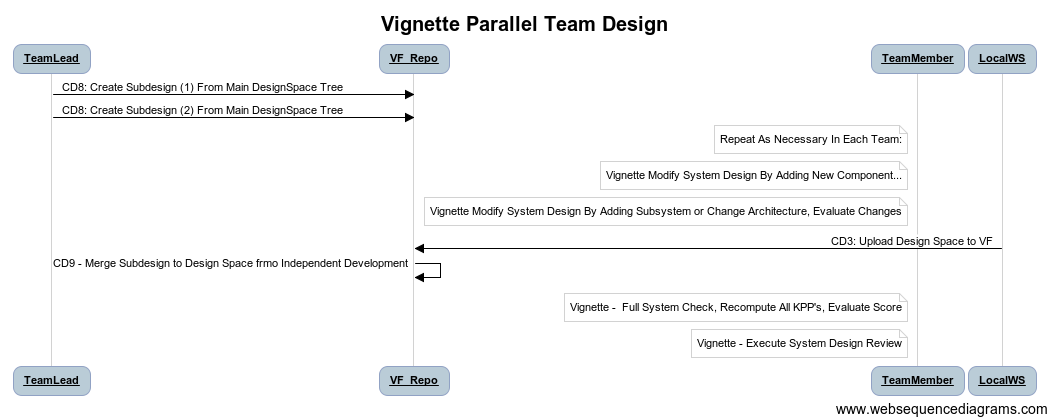 Vignette Parallel Team Design
TeamLead VF_Repo TeamMember LocalWS
CD8: Create Subdesign (1) From Main DesignSpace Tree
CD8: Create Subdesign (2) From Main DesignSpace Tree
Repeat As Necessary In Each Team:
Vignette Modify System Design By Adding New Component...
Vignette Modify System Design By Adding Subsystem or Change Architecture, Evaluate Changes
CD3: Upload Design Space to VF
CD9 - Merge Subdesign to Design Space frmo Independent Development
Vignette -  Full System Check, Recompute All KPP's, Evaluate Score
Vignette - Execute System Design Review
TeamLead VF_Repo TeamMember LocalWS
www.websequencediagrams.com